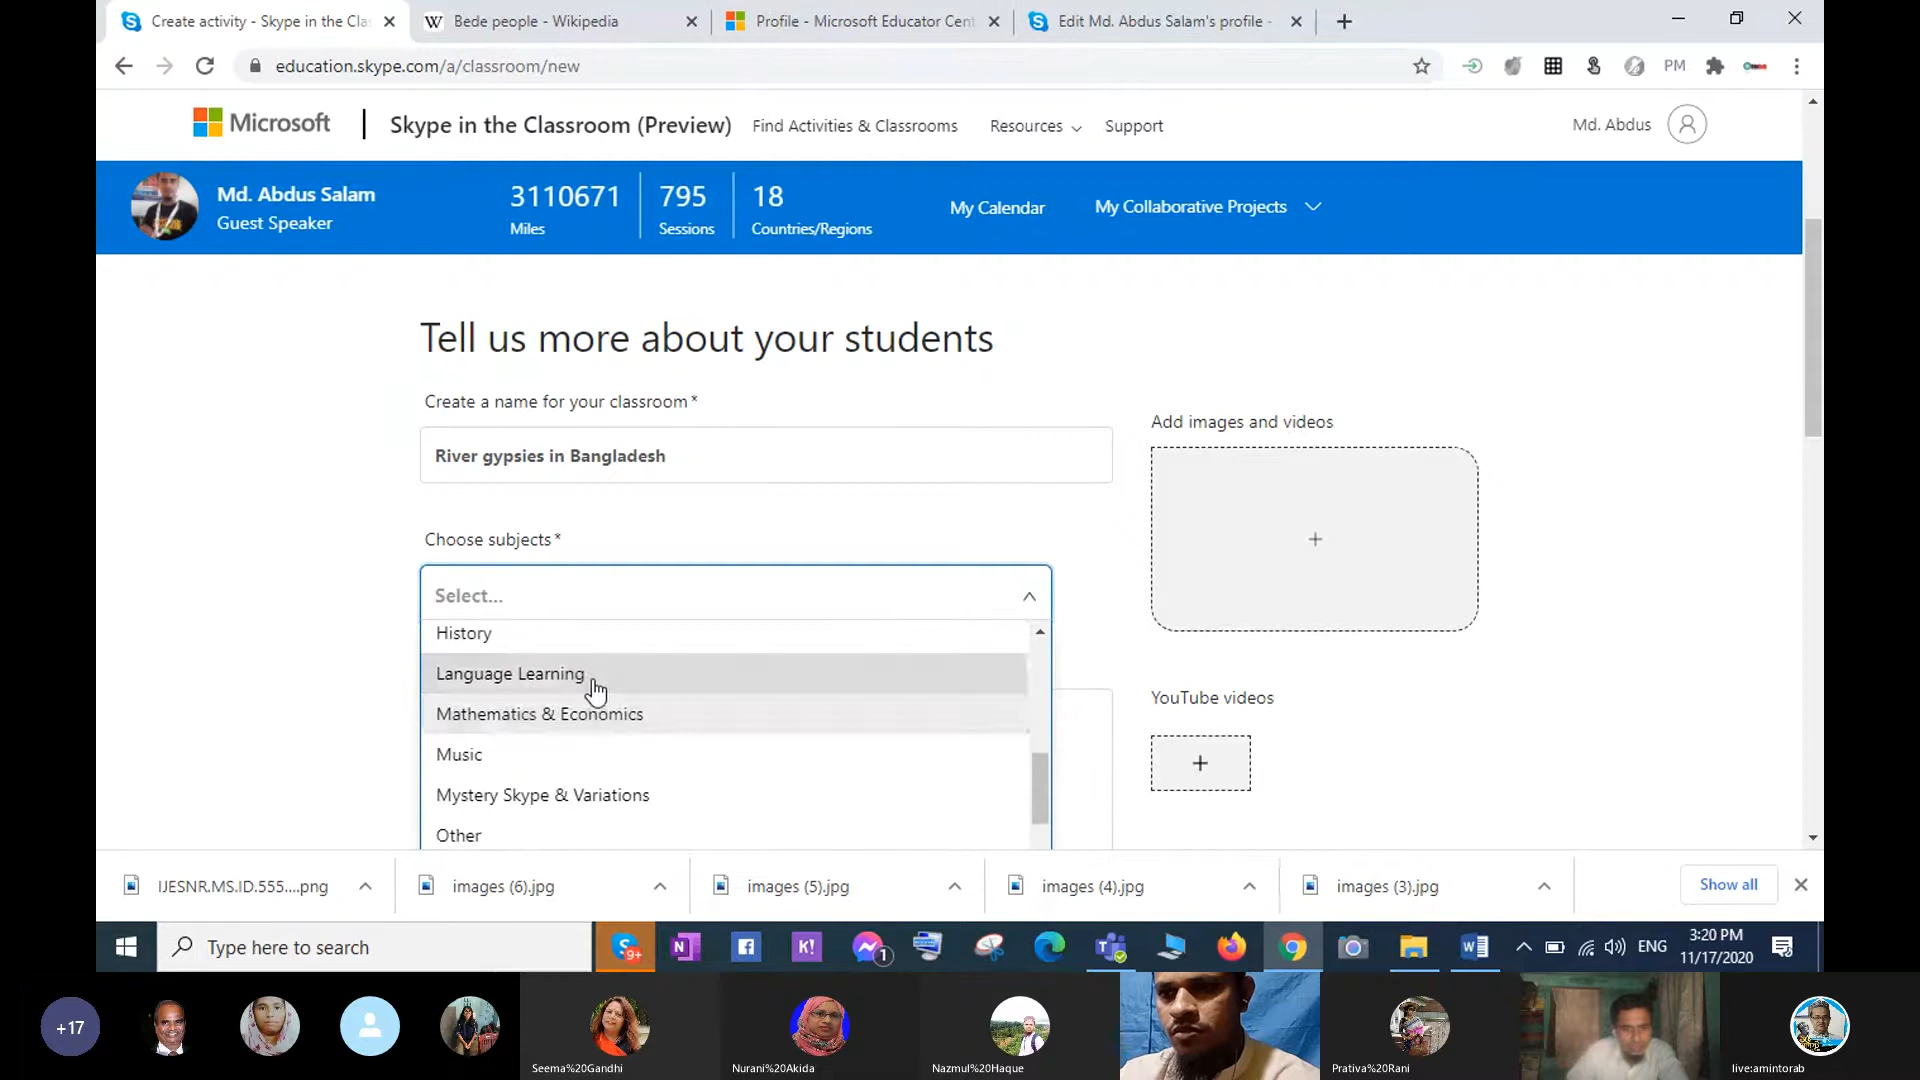 Create activity - Skype in the Cla
Bede people - Wikipedia
Profile - Microsoft Educator Cent
Edit Md. Abdus Salam's profile -
education.skype.com/a/classroom/new
PM
Microsoft
Skype in the Classroom (Preview)
Find Activities & Classrooms
Resources
Support
Md. Abdus
Md. Abdus Salam
Guest Speaker
3110671
Miles
795
Sessions
18
Countries/Regions
My Calendar
My Collaborative Projects
Tell us more about your students
Create a name for your classroom*
River gypsies in Bangladesh
Add images and videos
Choose subjects*
Select...
History
Language Learning
Mathematics & Economics
Music
Mystery Skype & Variations
Other
YouTube videos
IJESNR.MS.ID.555....png
images (6).jpg
images (5).jpg
images (4).jpg
images (3).jpg
Show all
Type here to search
9+
N
K!
1
ENG
3:20 PM
11/17/2020
+17
Seema%20Gandhi
Nurani%20Akida
Nazmul%20Haque
Prativa%20Rani
live:amintorab